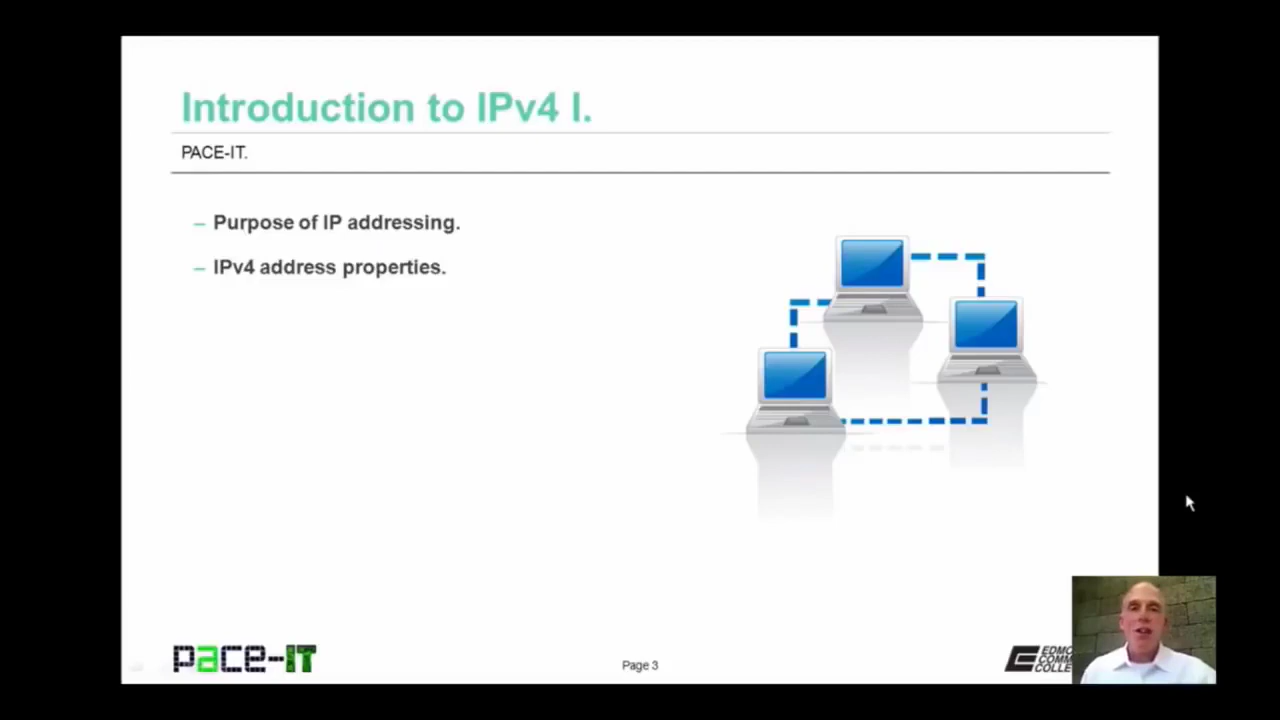 Introduction to IPv4 I.
PACE-IT.
– Purpose of IP addressing.
– IPv4 address properties.
pace-IT
Page 3